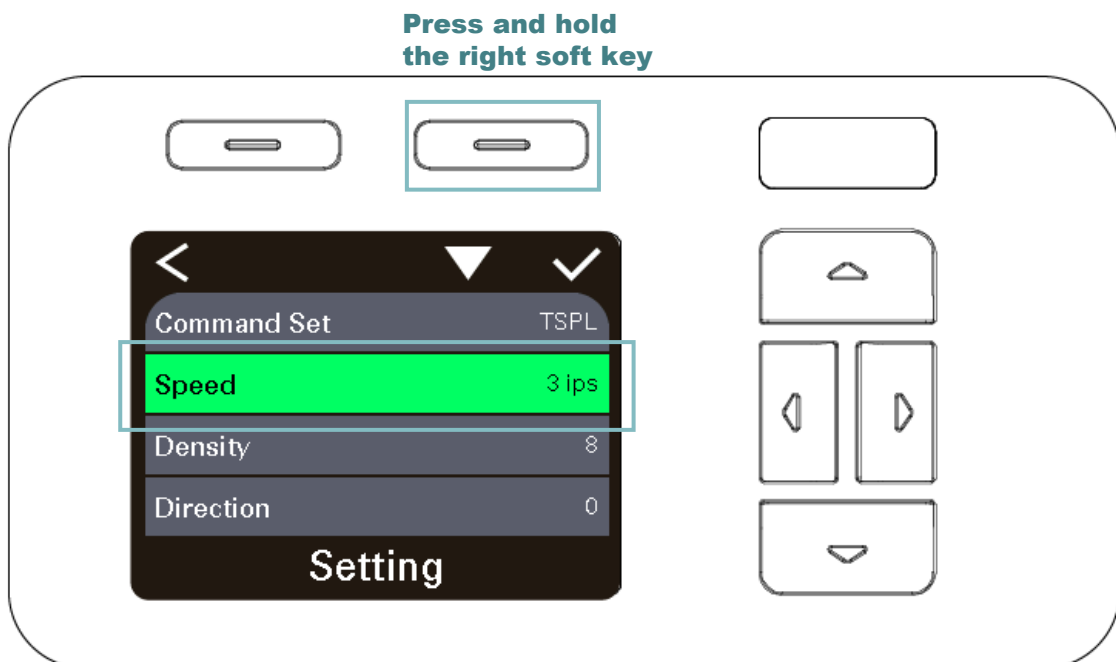 Press and hold
the right soft key
Command Set TSPL
Speed 3 ips
Density 8
Direction 0
Setting